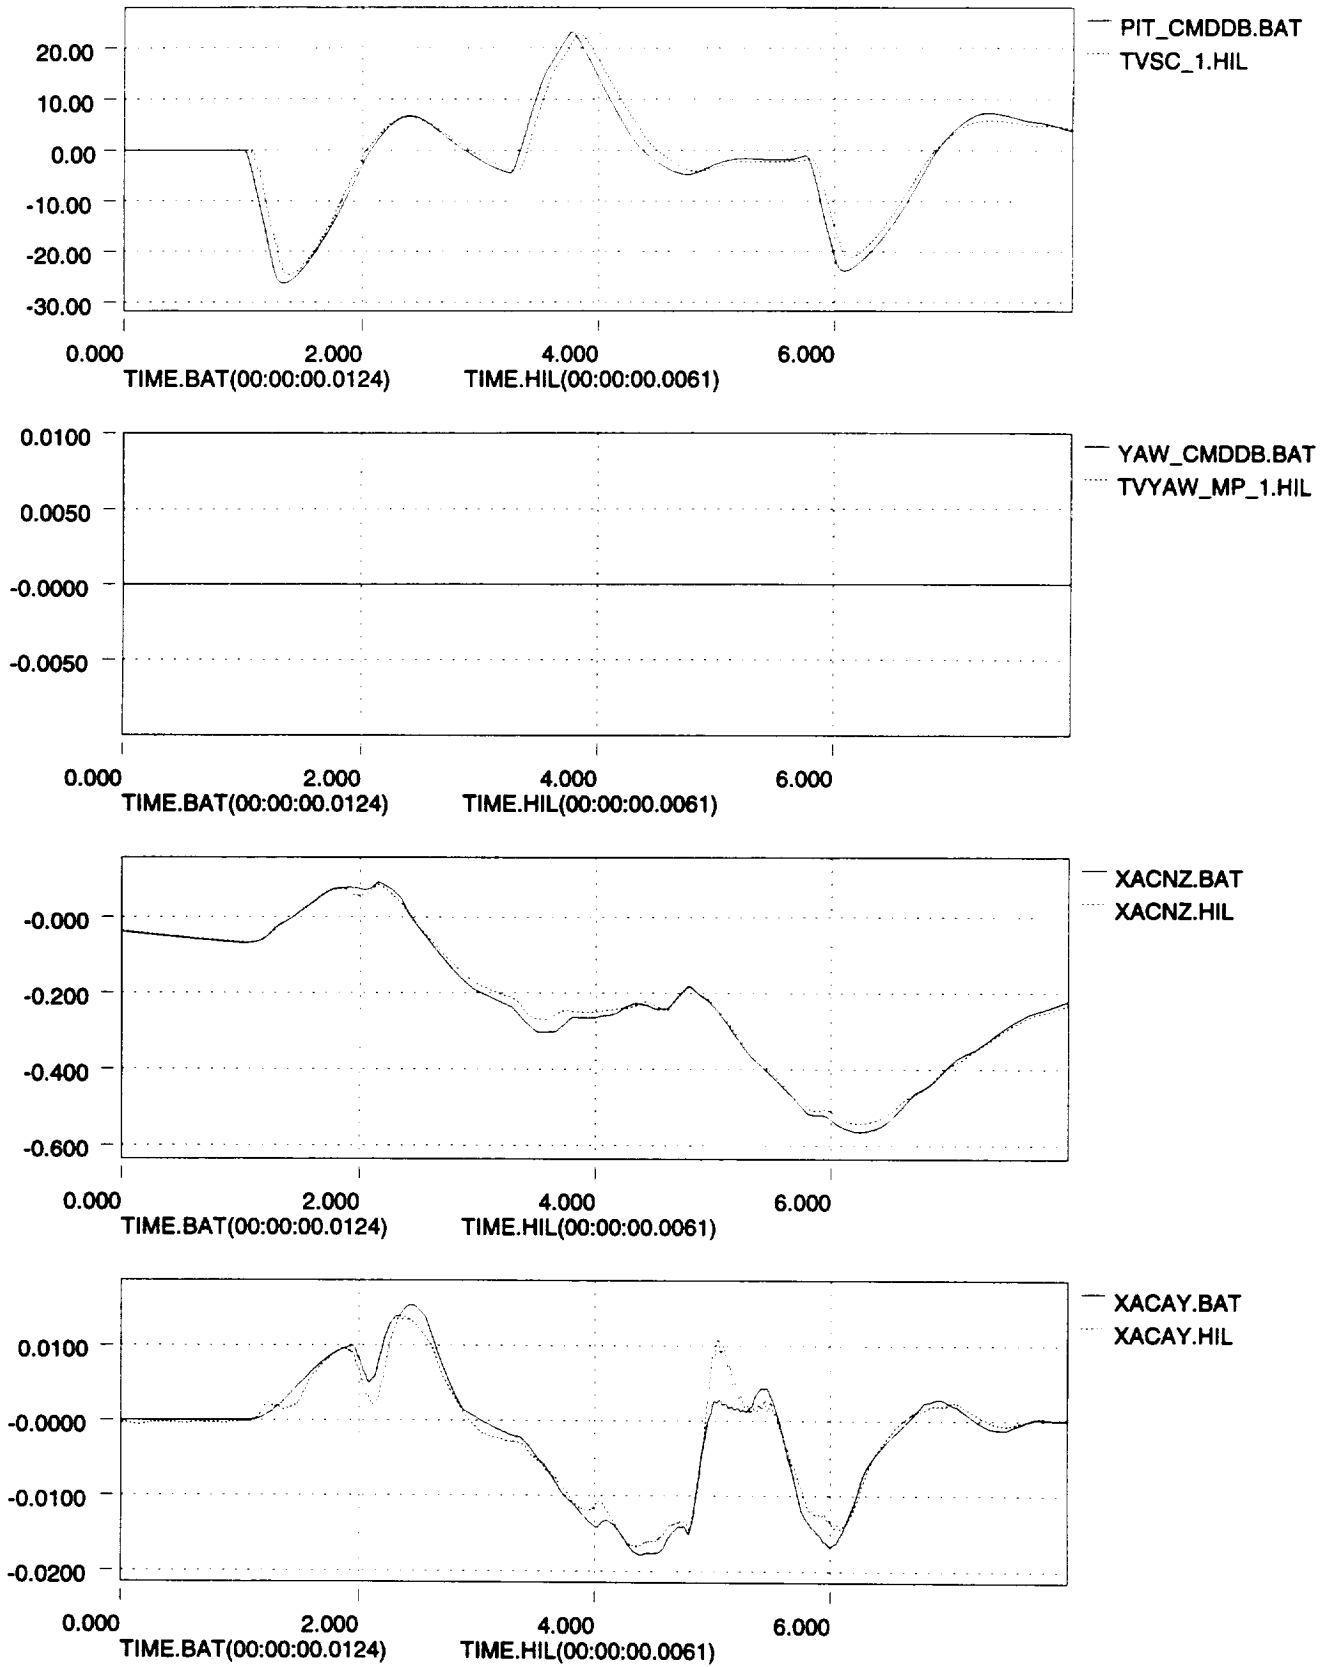 20.00
10.00
0.00
-10.00
-20.00
-30.00
PIT_CMDDB.BAT
TVSC_1.HIL
0.000 2.000 4.000 6.000
TIME.BAT(00:00:00.0124) TIME.HIL(00:00:00.0061)
0.0100
0.0050
-0.0000
-0.0050
YAW_CMDDB.BAT
TVYAW_MP_1.HIL
0.000 2.000 4.000 6.000
TIME.BAT(00:00:00.0124) TIME.HIL(00:00:00.0061)
-0.000
-0.200
-0.400
-0.600
XACNZ.BAT
XACNZ.HIL
0.000 2.000 4.000 6.000
TIME.BAT(00:00:00.0124) TIME.HIL(00:00:00.0061)
0.0100
-0.0000
-0.0100
-0.0200
XACAY.BAT
XACAY.HIL
0.000 2.000 4.000 6.000
TIME.BAT(00:00:00.0124) TIME.HIL(00:00:00.0061)